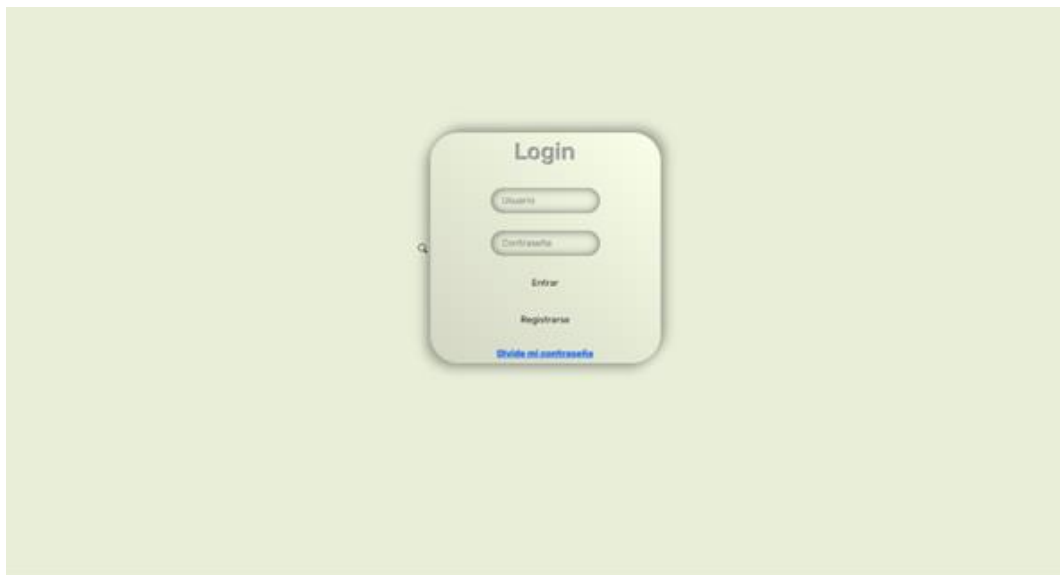 Login
Usuario
Contraseña
Entrar
Registrarse
Olvide mi contraseña